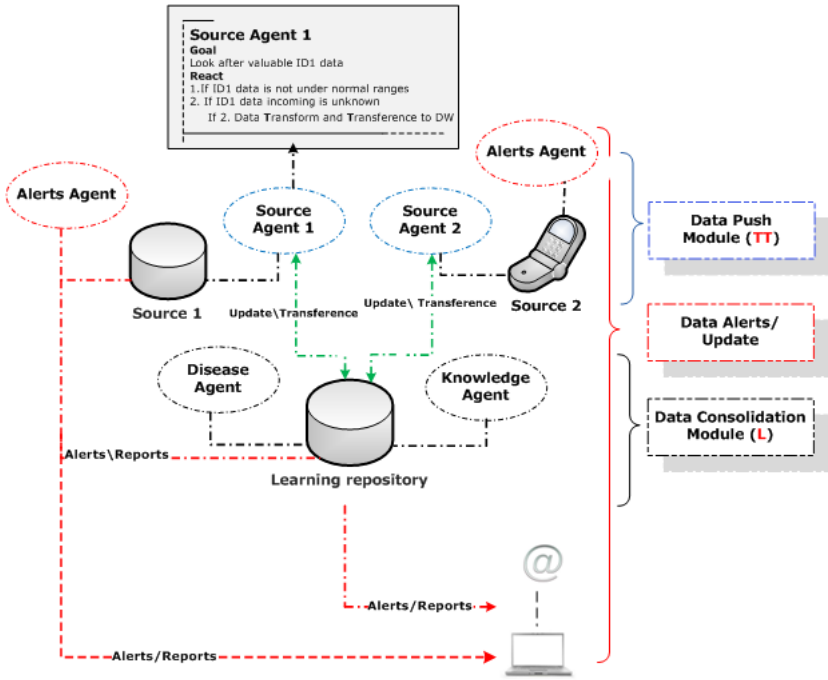 Source Agent 1
Goal
Look after valuable ID1 data
React
1.If ID1 data is not under normal ranges
2. If ID1 data incoming is unknown
If 2. Data Transform and Transference to DW
Alerts Agent
Alerts Agent
Source
Agent 1
Source
Agent 2
Source 1
Source 2
Data Push
Module (TT)
Update\Transference
Update\ Transference
Data Alerts/
Update
Disease
Agent
Knowledge
Agent
Data Consolidation
Module (L)
Alerts\Reports
Learning repository
@
Alerts/Reports
Alerts/Reports